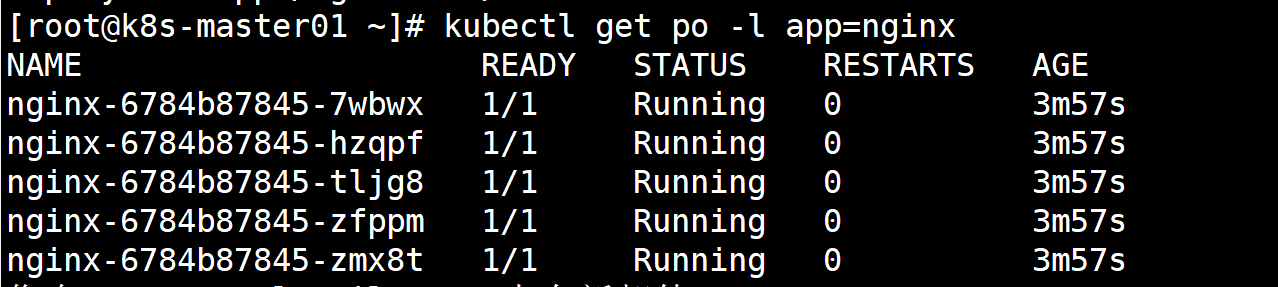 [root@k8s-master01 ~]# kubectl get po -l app=nginx
NAME                     READY   STATUS    RESTARTS   AGE
nginx-6784b87845-7wbwx   1/1     Running   0          3m57s
nginx-6784b87845-hzqpf   1/1     Running   0          3m57s
nginx-6784b87845-tljg8   1/1     Running   0          3m57s
nginx-6784b87845-zfppm   1/1     Running   0          3m57s
nginx-6784b87845-zmx8t   1/1     Running   0          3m57s